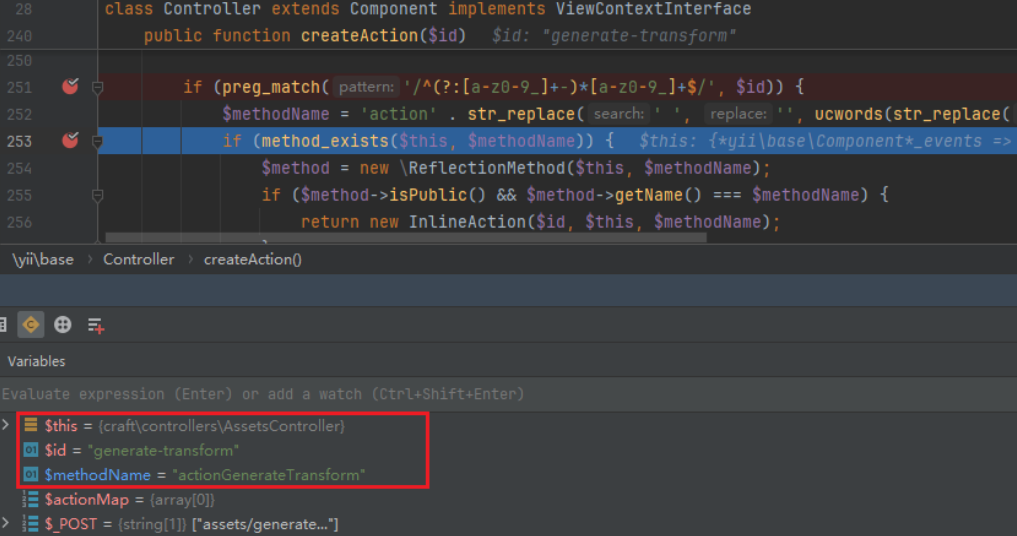 28 class Controller extends Component implements ViewContextInterface
240 public function createAction($id) $id: "generate-transform"
250
251 if (preg_match( pattern: '/^(?:[a-z0-9_]+-)*[a-z0-9_]+$/', $id)) {
252 $methodName = 'action' . str_replace( search: ' ', replace: '', ucwords(str_replace(
253 if (method_exists($this, $methodName)) { $this: {*yii\base\Component*_events =>
254 $method = new \ReflectionMethod($this, $methodName);
255 if ($method->isPublic() && $method->getName() === $methodName) {
256 return new InlineAction($id, $this, $methodName);
\yii\base › Controller › createAction()
Variables
Evaluate expression (Enter) or add a watch (Ctrl+Shift+Enter)
$this = {craft\controllers\AssetsController}
$id = "generate-transform"
$methodName = "actionGenerateTransform"
$actionMap = {array[0]}
$_POST = {string[1]} ["assets/generate..."]